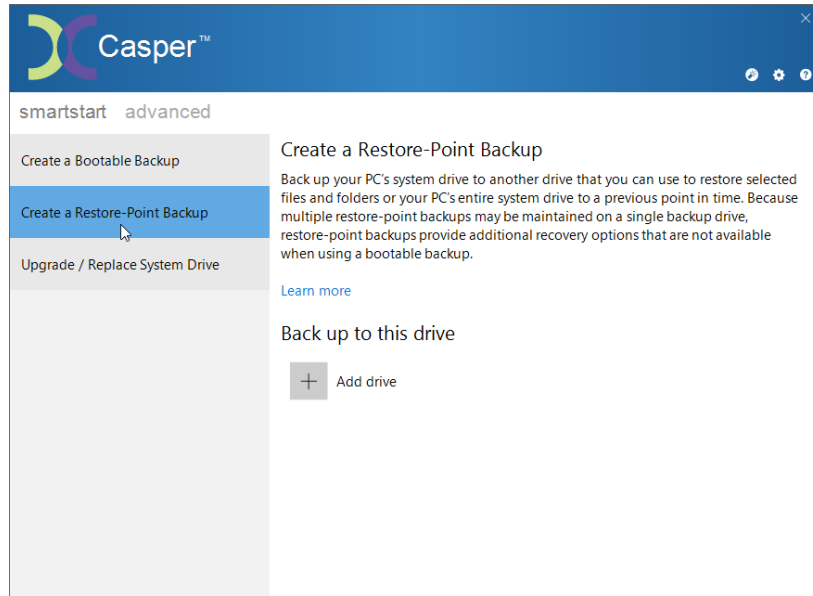 Casper™
smartstart advanced
Create a Bootable Backup
Create a Restore-Point Backup
Upgrade / Replace System Drive
Create a Restore-Point Backup
Back up your PC's system drive to another drive that you can use to restore selected
files and folders or your PC's entire system drive to a previous point in time. Because
multiple restore-point backups may be maintained on a single backup drive,
restore-point backups provide additional recovery options that are not available
when using a bootable backup.
Learn more
Back up to this drive
Add drive